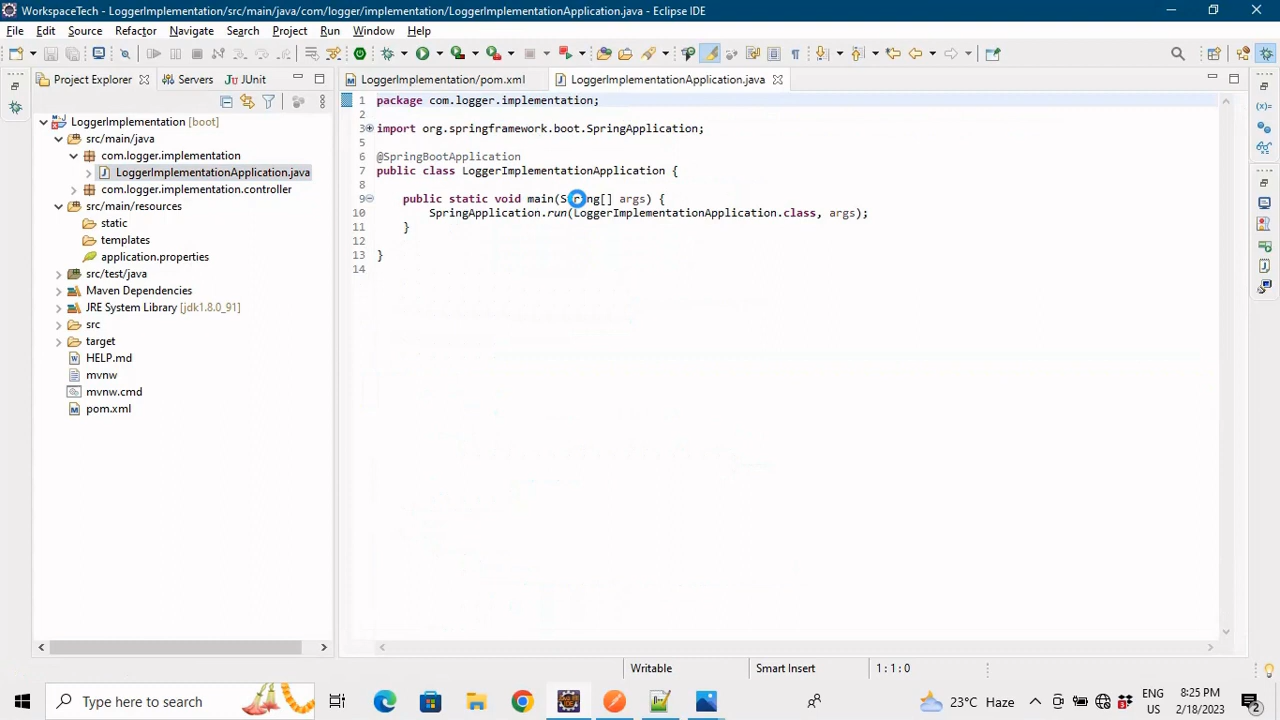 WorkspaceTech - LoggerImplementation/src/main/java/com/logger/implementation/LoggerImplementationApplication.java - Eclipse IDE
File Edit Source Refactor Navigate Search Project Run Window Help
Project Explorer Servers JUnit
LoggerImplementation/pom.xml LoggerImplementationApplication.java
LoggerImplementation [boot]
src/main/java
com.logger.implementation
LoggerImplementationApplication.java
com.logger.implementation.controller
src/main/resources
static
templates
application.properties
src/test/java
Maven Dependencies
JRE System Library [jdk1.8.0_91]
src
target
HELP.md
mvnw
mvnw.cmd
pom.xml
1 package com.logger.implementation;
2
3 import org.springframework.boot.SpringApplication;
5
6 @SpringBootApplication
7 public class LoggerImplementationApplication {
8
9 public static void main(String[] args) {
10 SpringApplication.run(LoggerImplementationApplication.class, args);
11 }
12
13 }
14
Writable Smart Insert 1 : 1 : 0
Type here to search
23°C Haze
ENG
US
8:25 PM
2/18/2023
2